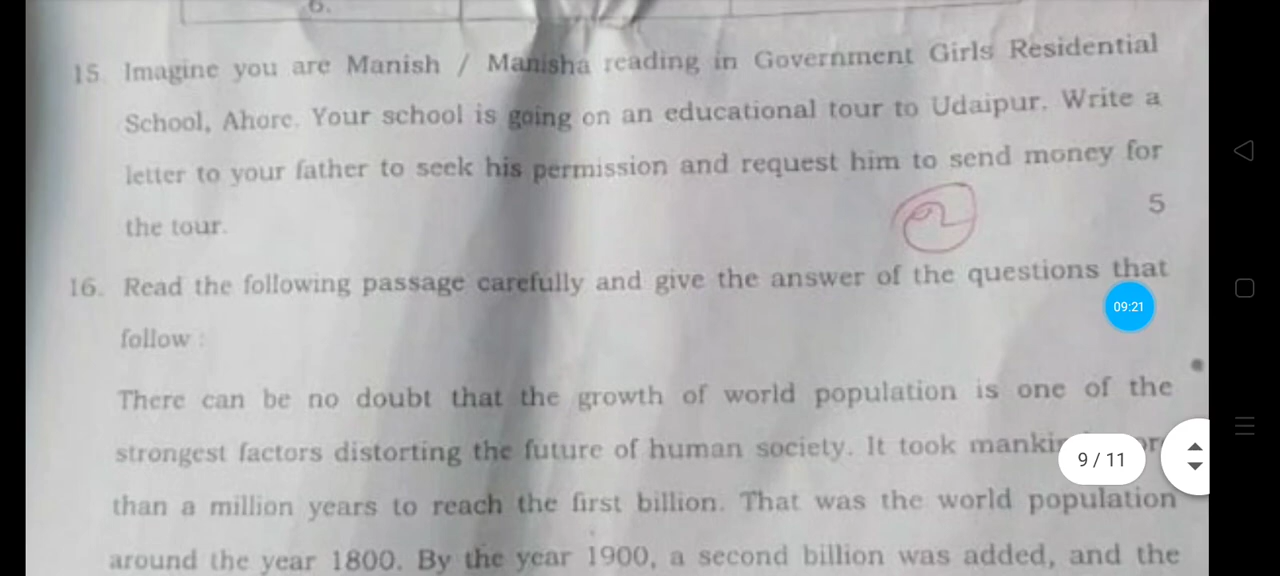 6.
15. Imagine you are Manish / Manisha reading in Government Girls Residential
School, Ahore. Your school is going on an educational tour to Udaipur. Write a
letter to your father to seek his permission and request him to send money for
the tour.
5
16. Read the following passage carefully and give the answer of the questions that
follow :
09:21
There can be no doubt that the growth of world population is one of the
strongest factors distorting the future of human society. It took
9 / 11
than a million years to reach the first billion. That was the world population
around the year 1800. By the year 1900, a second billion was added, and the